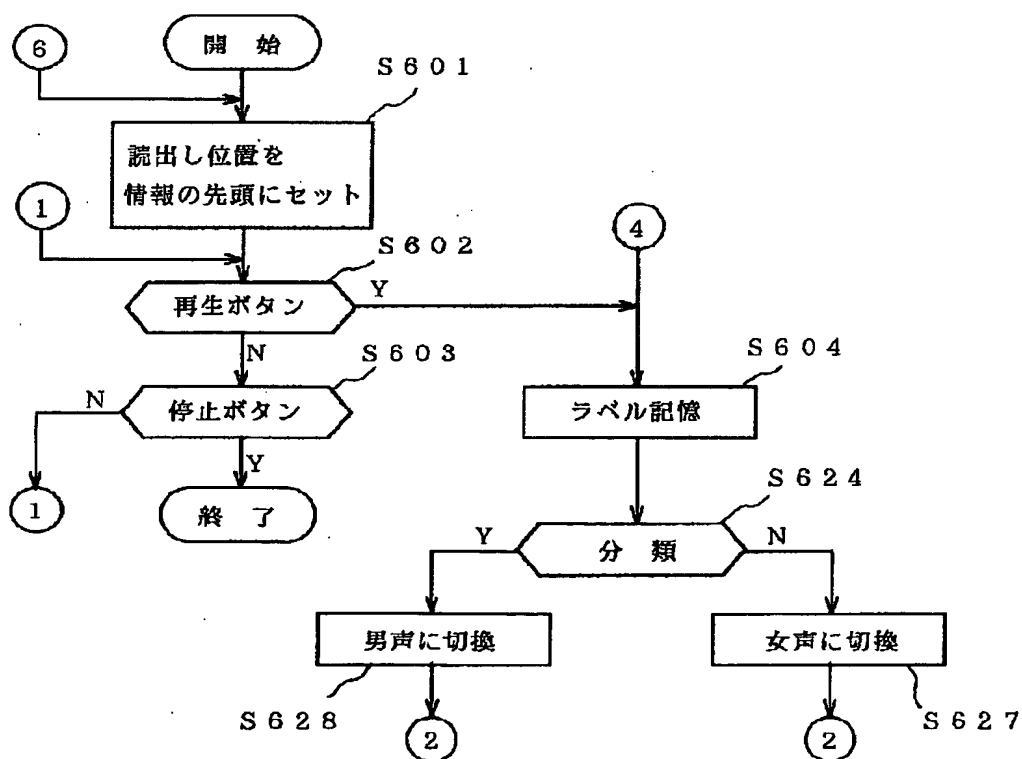 6
開 始
S601
読出し位置を
情報の先頭にセット
1
4
S602
再生ボタン
Y
N
S603
S604
N
停止ボタン
ラベル記憶
Y
1
終 了
S624
Y
分 類
N
男声に切換
女声に切換
S628
S627
2
2